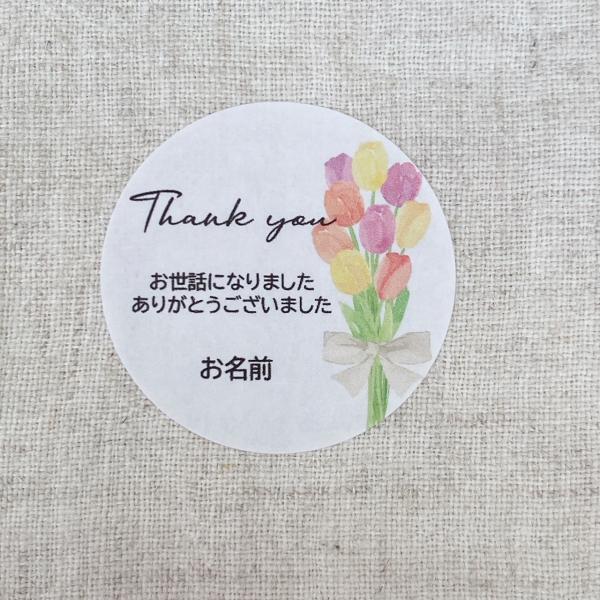 Thank you
お世話になりました
ありがとうございました
お名前